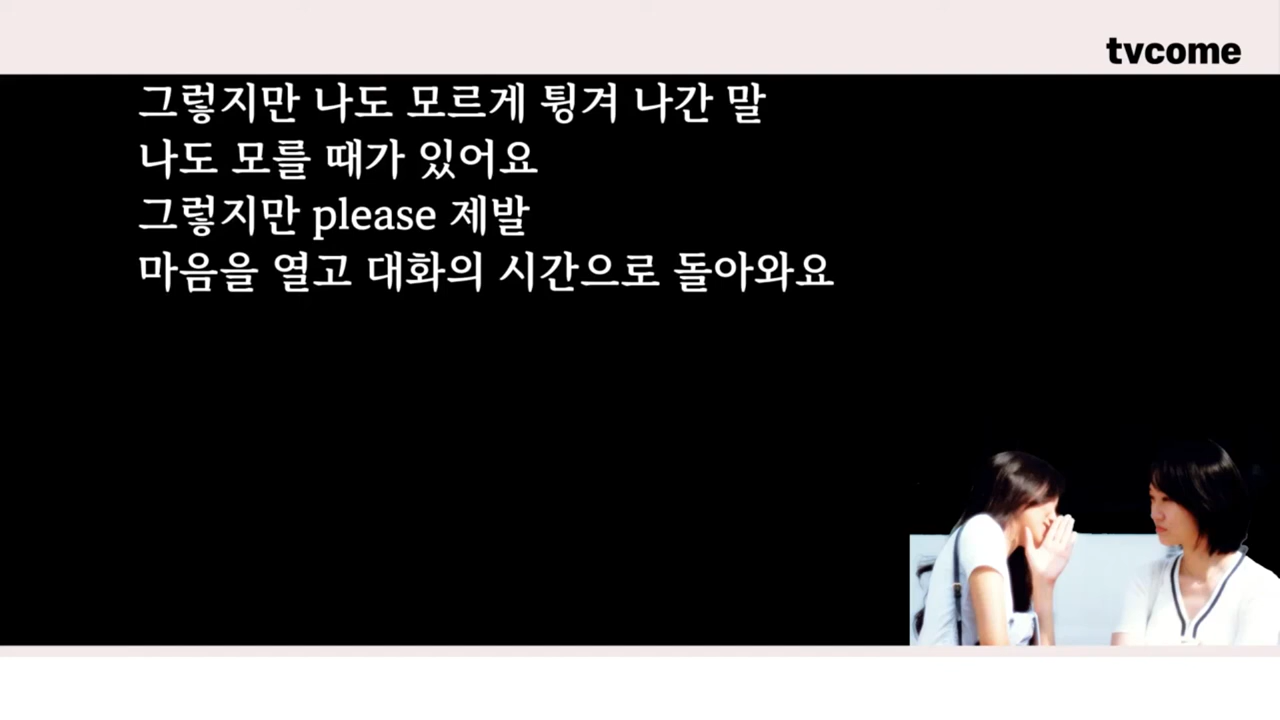 tvcome
그렇지만 나도 모르게 튕겨 나간 말
나도 모를 때가 있어요
그렇지만 please 제발
마음을 열고 대화의 시간으로 돌아와요